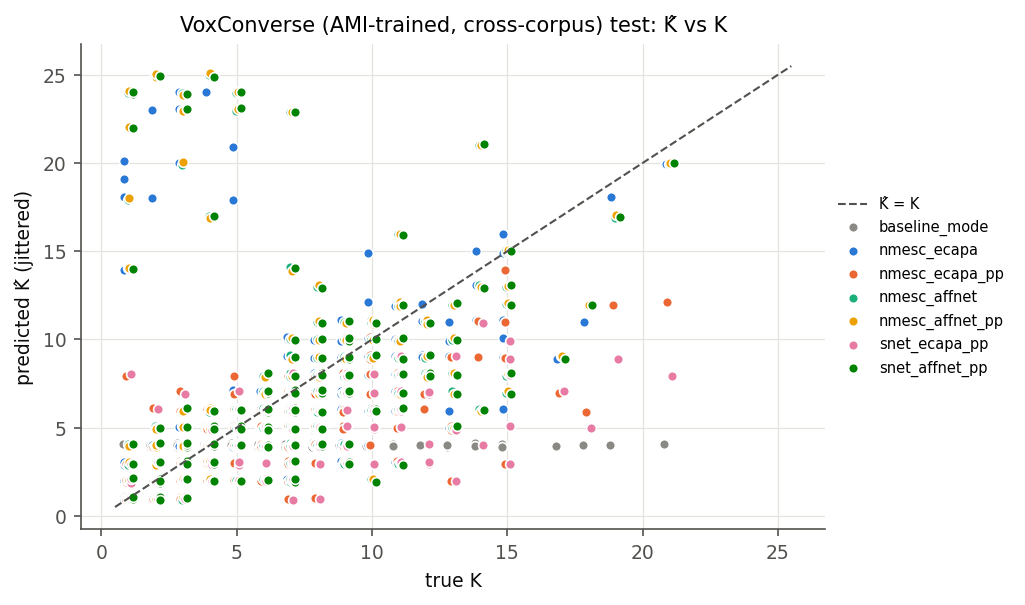 VoxConverse (AMI-trained, cross-corpus) test: K̂ vs K
25
20
15
10
5
0
predicted K̂ (jittered)
0
5
10
15
20
25
true K
K̂ = K
baseline_mode
nmesc_ecapa
nmesc_ecapa_pp
nmesc_affnet
nmesc_affnet_pp
snet_ecapa_pp
snet_affnet_pp